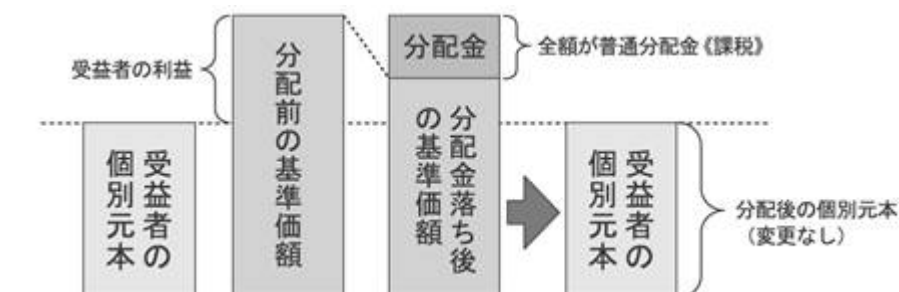 受益者の利益
受益者の
個別元本
分配前の基準価額
分配金
全額が普通分配金《課税》
分配金落ち後
の基準価額
受益者の
個別元本
分配後の個別元本
（変更なし）